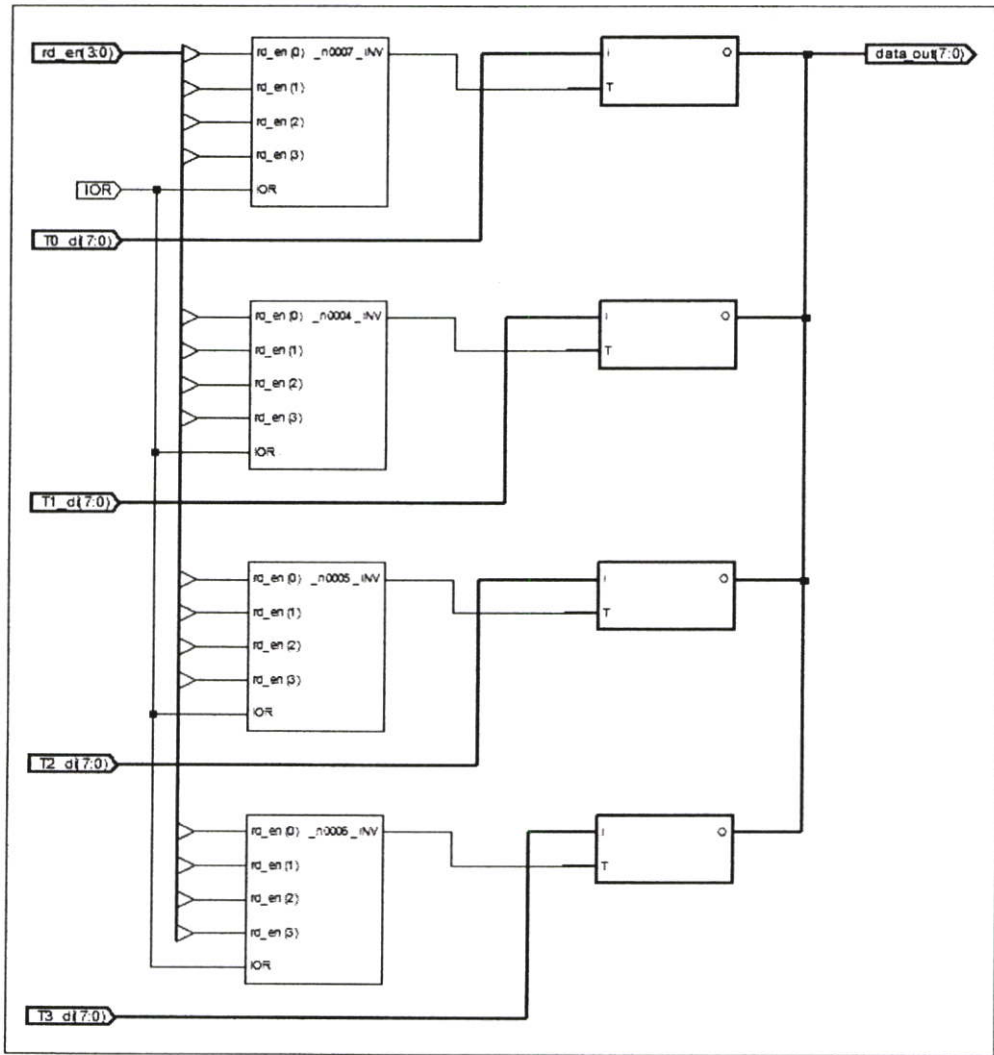 rd_en(3:0)
rd_en(0) _n0007_INV
I
O
data_out(7:0)
rd_en(1)
T
rd_en(2)
rd_en(3)
IOR
IOR
T0_d(7:0)
rd_en(0) _n0004_INV
I
O
rd_en(1)
T
rd_en(2)
rd_en(3)
IOR
T1_d(7:0)
rd_en(0) _n0005_INV
I
O
rd_en(1)
T
rd_en(2)
rd_en(3)
IOR
T2_d(7:0)
rd_en(0) _n0006_INV
I
O
rd_en(1)
T
rd_en(2)
rd_en(3)
IOR
T3_d(7:0)